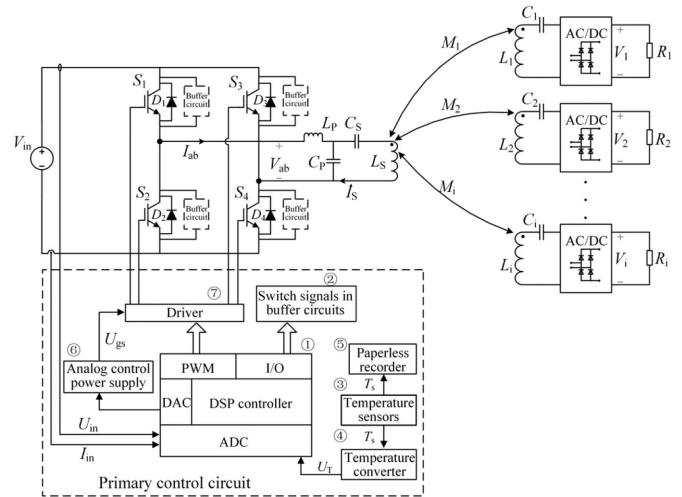 S1
D1
Buffer
circuit
S3
D3
Buffer
circuit
Vin
Iab
Vab
LP
CS
CP
LS
IS
S2
D2
Buffer
circuit
S4
D4
Buffer
circuit
M1
M2
Mi
C1
L1
AC/DC
+
V1
−
R1
C2
L2
AC/DC
+
V2
−
R2
Ci
Li
AC/DC
+
Vi
−
Ri
⑦
Driver
②
Switch signals in
buffer circuits
Ugs
⑥
Analog control
power supply
①
PWM
I/O
DAC
DSP controller
ADC
Uin
Iin
⑤
Paperless
recorder
Ts
③
Temperature
sensors
④
Ts
Temperature
converter
UT
Primary control circuit